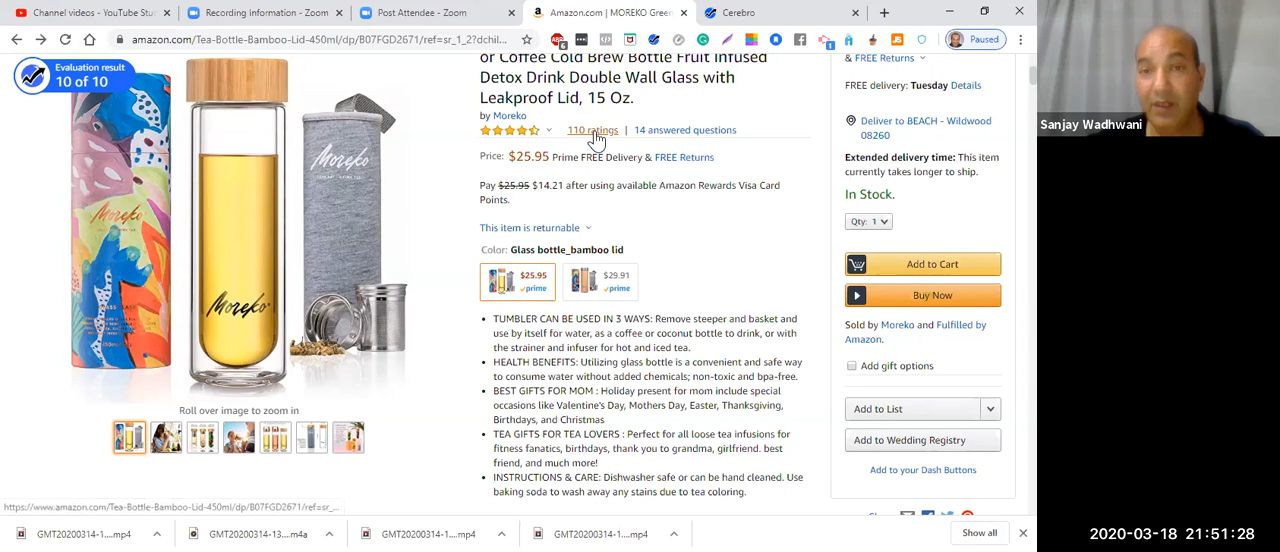 Channel videos - YouTube Stu
Recording Information - Zoom
Post Attendee - Zoom
Amazon.com | MOREKO Green
Cerebro
amazon.com/Tea-Bottle-Bamboo-Lid-450ml/dp/B07FGD2671/ref=sr_1_2?dchil...
Paused
Evaluation result
10 of 10
or Coffee Cold Brew Bottle Fruit Infused
Detox Drink Double Wall Glass with
Leakproof Lid, 15 Oz.
by Moreko
110 ratings | 14 answered questions
Price: $25.95 Prime FREE Delivery & FREE Returns
Pay $25.95 $14.21 after using available Amazon Rewards Visa Card
Points.
This item is returnable
Color: Glass bottle_bamboo lid
$25.95
prime
$29.91
prime
• TUMBLER CAN BE USED IN 3 WAYS: Remove steeper and basket and
use by itself for water, as a coffee or coconut bottle to drink, or with
the strainer and infuser for hot and iced tea.
• HEALTH BENEFITS: Utilizing glass bottle is a convenient and safe way
to consume water without added chemicals; non-toxic and bpa-free.
• BEST GIFTS FOR MOM : Holiday present for mom include special
occasions like Valentine's Day, Mothers Day, Easter, Thanksgiving,
Birthdays, and Christmas
• TEA GIFTS FOR TEA LOVERS : Perfect for all loose tea infusions for
fitness fanatics, birthdays, thank you to grandma, girlfriend. best
friend, and much more!
• INSTRUCTIONS & CARE: Dishwasher safe or can be hand cleaned. Use
baking soda to wash away any stains due to tea coloring.
Moreko
Moreko
Moreko
Roll over image to zoom in
& FREE Returns
FREE delivery: Tuesday Details
Deliver to BEACH - Wildwood
08260
Extended delivery time: This item
currently takes longer to ship.
In Stock.
Qty: 1
Add to Cart
Buy Now
Sold by Moreko and Fulfilled by
Amazon.
Add gift options
Add to List
Add to Wedding Registry
Add to your Dash Buttons
https://www.amazon.com/Tea-Bottle-Bamboo-Lid-450ml/dp/B07FGD2671/ref=sr_...
GMT20200314-1....mp4
GMT20200314-13....m4a
GMT20200314-1....mp4
GMT20200314-1....mp4
Show all
Sanjay Wadhwani
2020-03-18 21:51:28